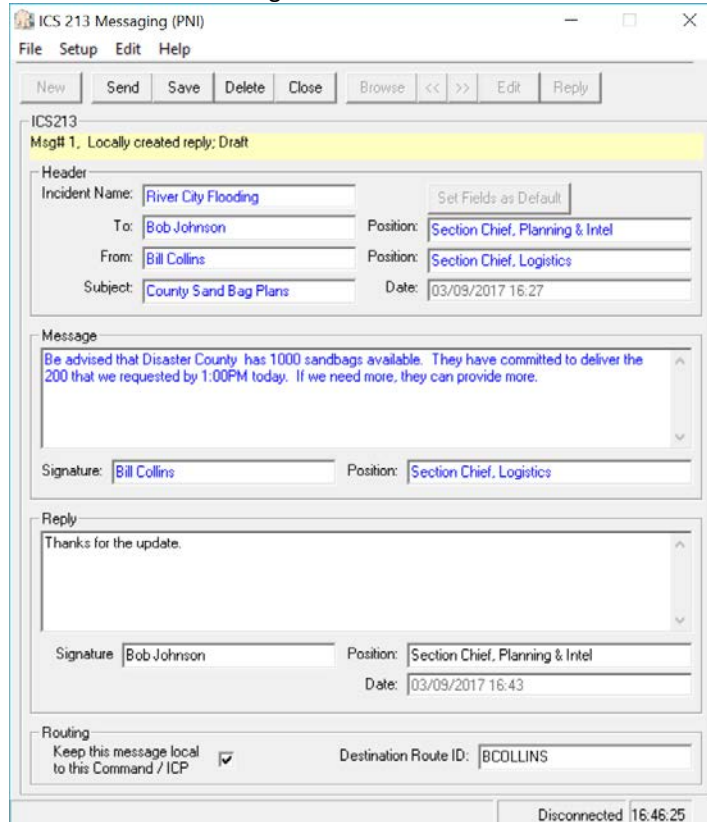 ICS 213 Messaging (PNI)
File Setup Edit Help
New Send Save Delete Close Browse << >> Edit Reply
ICS213
Msg# 1, Locally created reply; Draft
Header
Incident Name: River City Flooding Set Fields as Default
To: Bob Johnson Position: Section Chief, Planning & Intel
From: Bill Collins Position: Section Chief, Logistics
Subject: County Sand Bag Plans Date: 03/09/2017 16:27
Message
Be advised that Disaster County has 1000 sandbags available. They have committed to deliver the
200 that we requested by 1:00PM today. If we need more, they can provide more.
Signature: Bill Collins Position: Section Chief, Logistics
Reply
Thanks for the update.
Signature Bob Johnson Position: Section Chief, Planning & Intel
Date: 03/09/2017 16:43
Routing
Keep this message local
to this Command / ICP
Destination Route ID: BCOLLINS
Disconnected 16:46:25